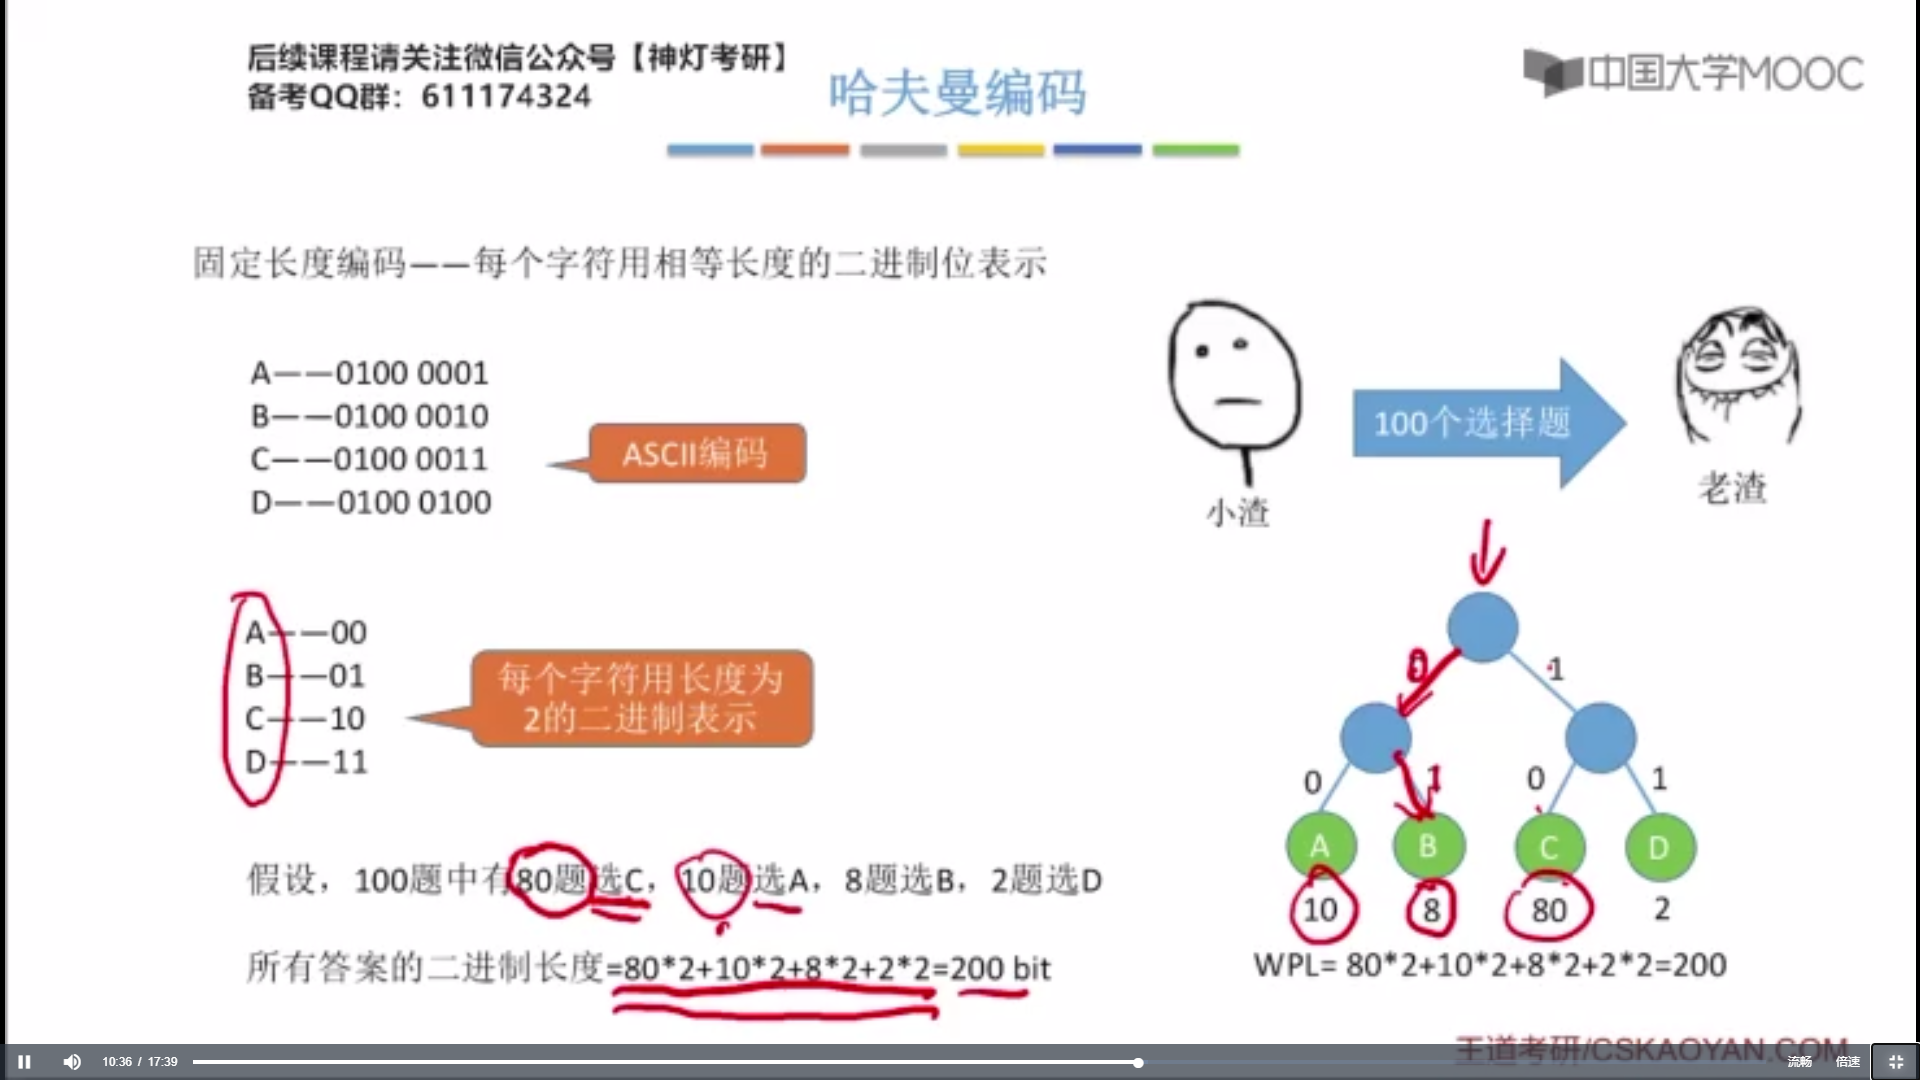 后续课程请关注微信公众号【神灯考研】
备考QQ群：611174324
哈夫曼编码
中国大学MOOC
固定长度编码——每个字符用相等长度的二进制位表示
A——0100 0001
B——0100 0010
C——0100 0011
D——0100 0100
ASCII编码
100个选择题
小渣
老渣
A——00
B——01
C——10
D——11
每个字符用长度为
2的二进制表示
0
1
0
1
0
1
A
B
C
D
10
8
80
2
假设，100题中有80题选C，10题选A，8题选B，2题选D
所有答案的二进制长度=80*2+10*2+8*2+2*2=200 bit
WPL= 80*2+10*2+8*2+2*2=200
王道考研/CSKAOYAN.COM
10:36 / 17:39
流畅
倍速